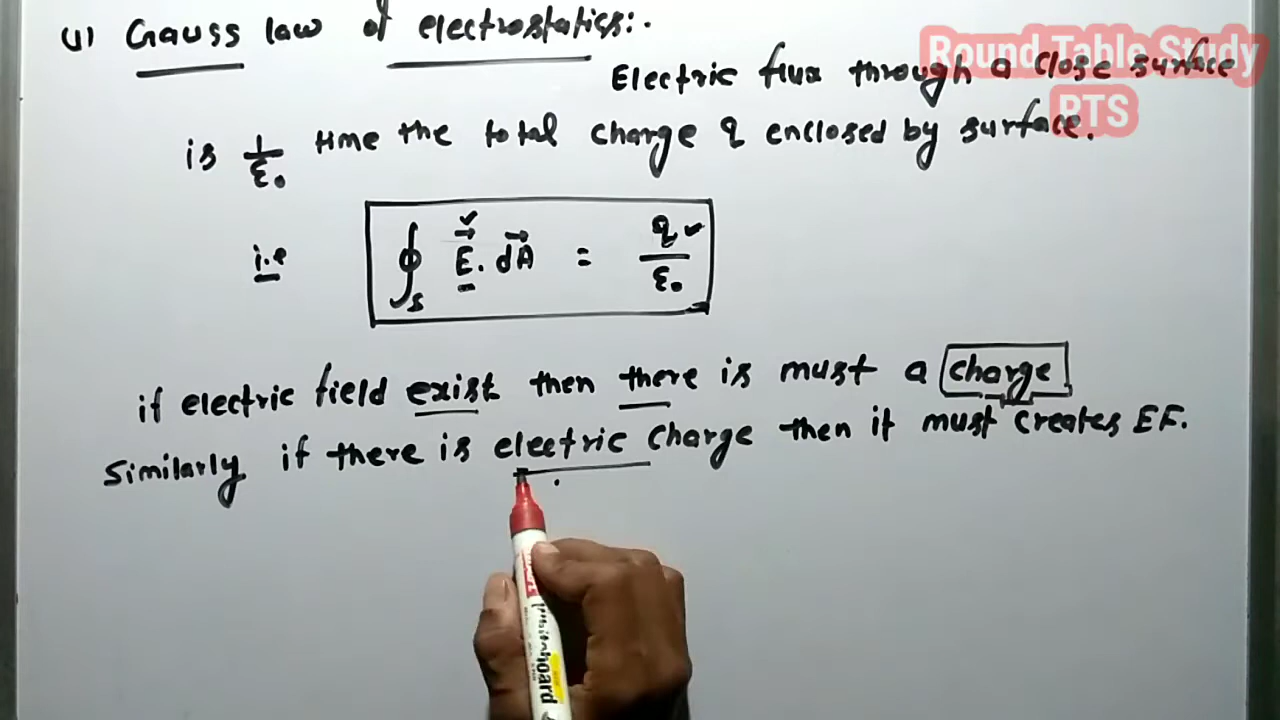 (1) Gauss law of electrostatics:.
Round Table Study
RTS
Electric flux through a close surface
is 1/ε₀ time the total charge q enclosed by surface.
i.e ∮s E⃗. dA⃗ = q/ε₀
if electric field exist then there is must a charge
Similarly if there is electric charge then it must creates EF.
Whiteboard